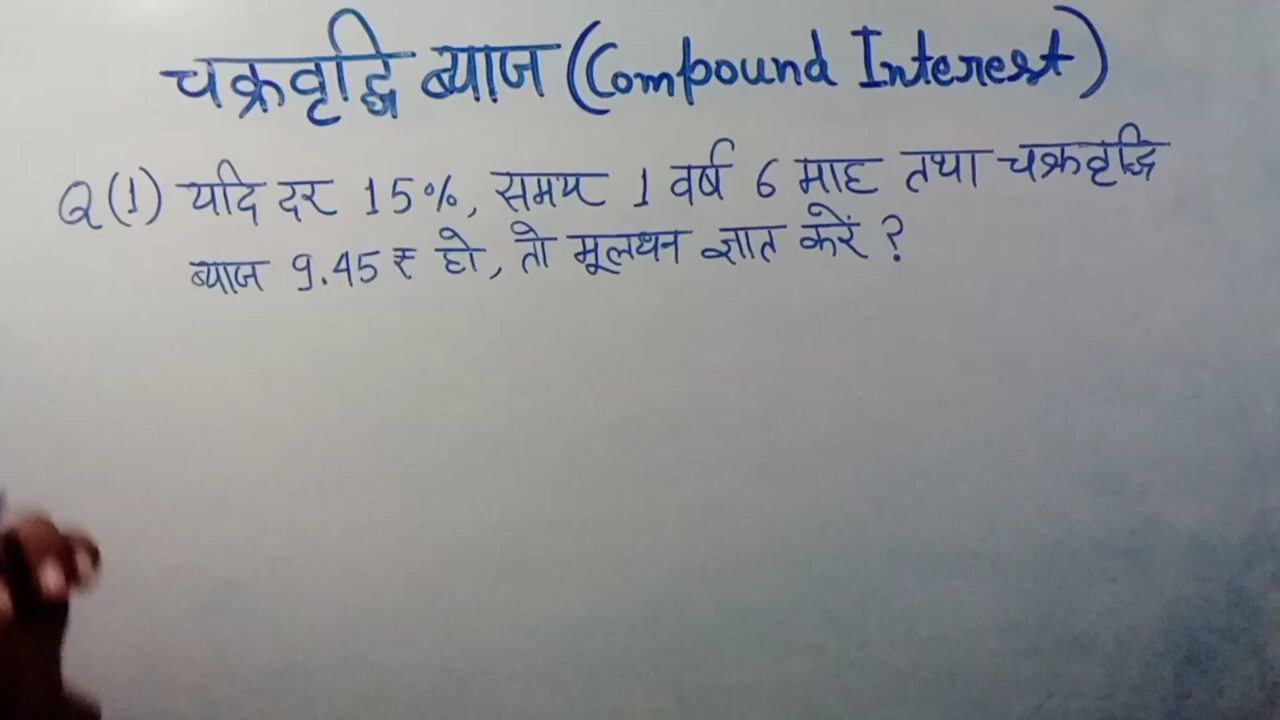 चक्रवृद्धि ब्याज (Compound Interest)
Q(1) यदि दर 15%, समय 1 वर्ष 6 माह तथा चक्रवृद्धि
ब्याज 9.45₹ हो, तो मूलधन ज्ञात करें ?